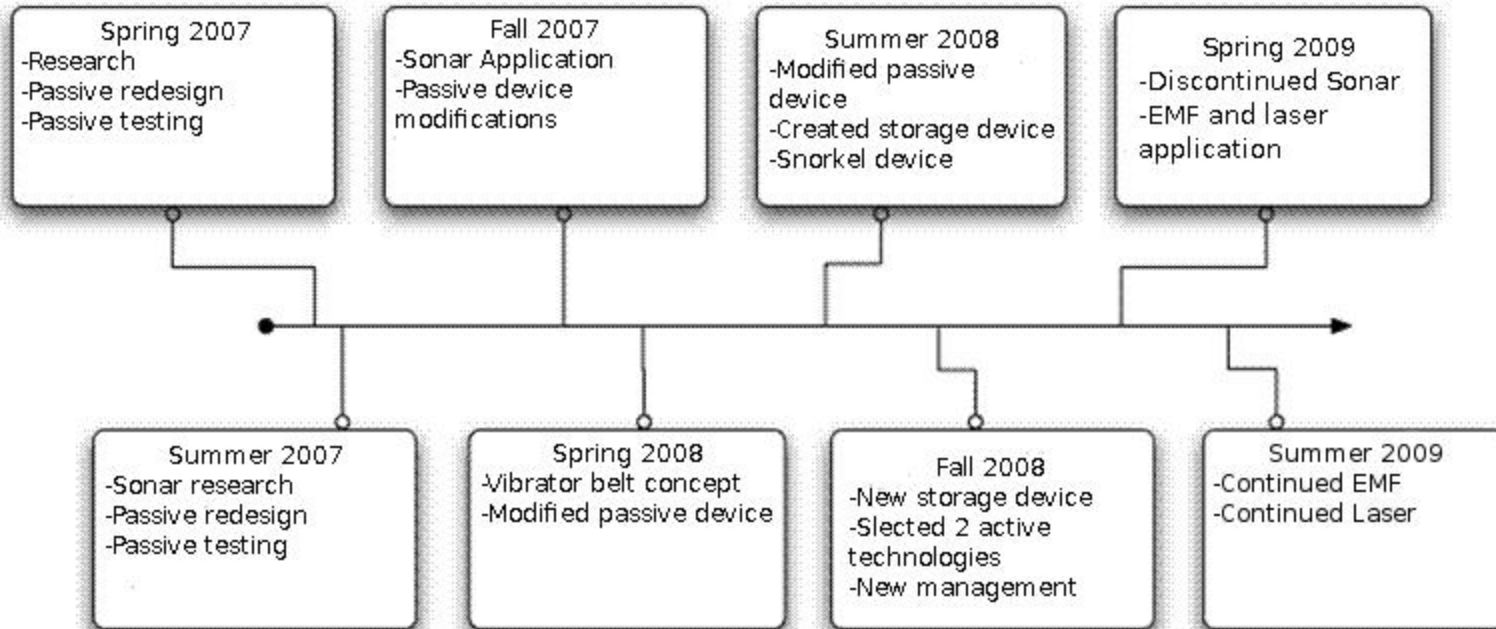 Spring 2007
-Research
-Passive redesign
-Passive testing
Fall 2007
-Sonar Application
-Passive device
modifications
Summer 2008
-Modified passive
device
-Created storage device
-Snorkel device
Spring 2009
-Discontinued Sonar
-EMF and laser
application
Summer 2007
-Sonar research
-Passive redesign
-Passive testing
Spring 2008
-Vibrator belt concept
-Modified passive device
Fall 2008
-New storage device
-Slected 2 active
technologies
-New management
Summer 2009
-Continued EMF
-Continued Laser